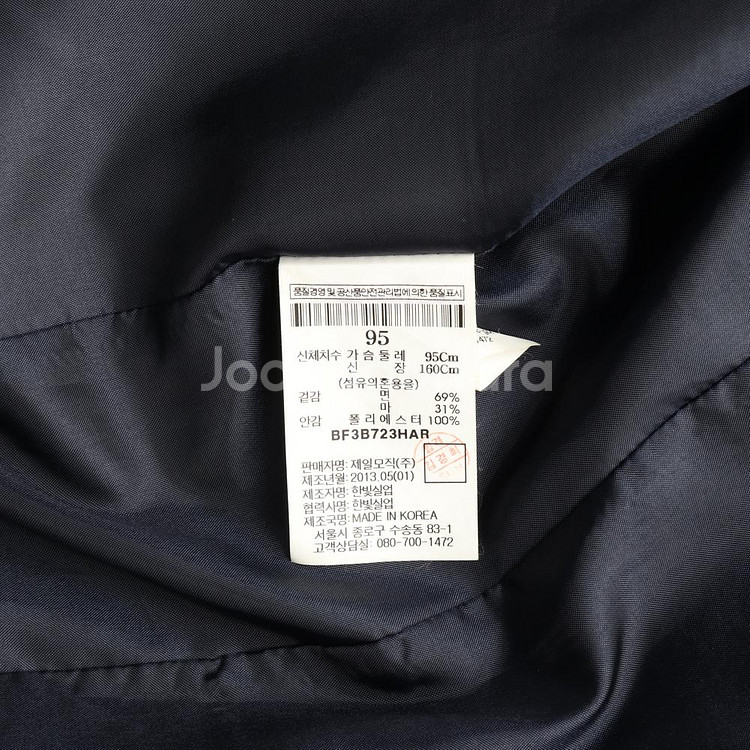 품질경영 및 공산품안전관리법에 의한 품질표시
95
신체치수 가슴둘레 95Cm
신장 160Cm
(섬유의혼용율)
겉감 면 69%
마 31%
안감 폴리에스터 100%
BF3B723HAR
판매자명: 제일모직(주)
제조년월: 2013.05(01)
제조자명: 한빛실업
협력사명: 한빛실업
제조국명: MADE IN KOREA
서울시 종로구 수송동 83-1
고객상담실: 080-700-1472